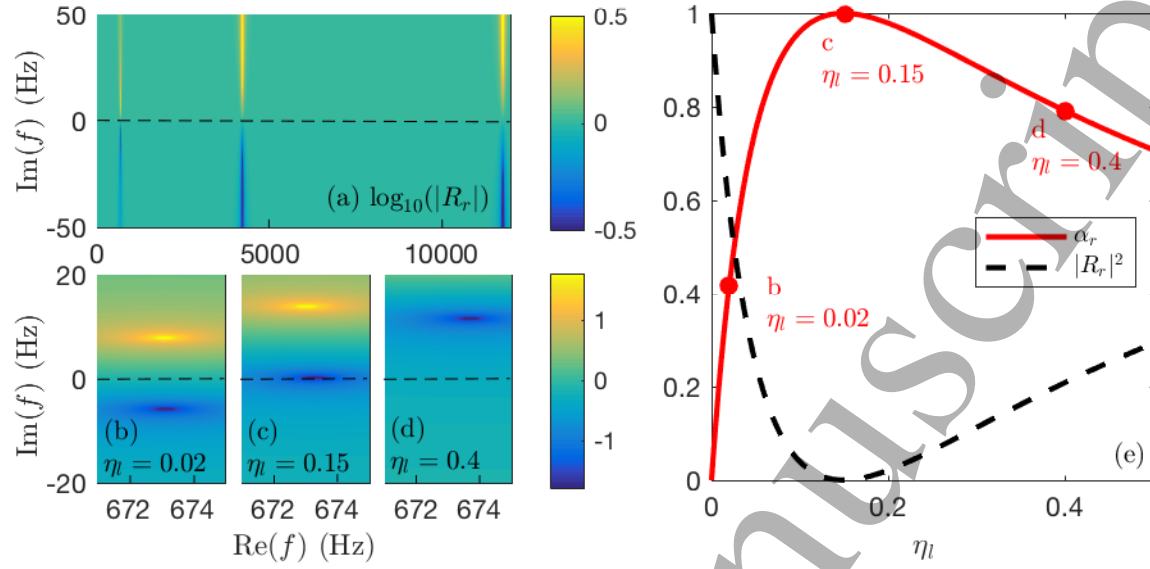 50
0
-50
Im(f) (Hz)
(a) log₁₀(|Rᵣ|)
0
5000
10000
0.5
0
-0.5
20
0
-20
Im(f) (Hz)
(b)
ηₗ = 0.02
(c)
ηₗ = 0.15
(d)
ηₗ = 0.4
672 674
672 674
672 674
Re(f) (Hz)
1
0
-1
1
0.8
0.6
0.4
0.2
0
c
ηₗ = 0.15
d
ηₗ = 0.4
b
ηₗ = 0.02
αᵣ
|Rᵣ|²
(e)
0
0.2
0.4
ηₗ
nuscrip